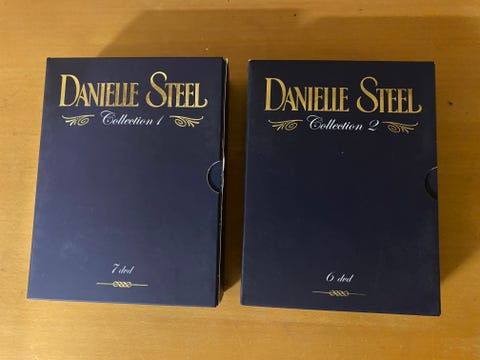 DANIELLE STEEL
Collection 1
7 dvd
DANIELLE STEEL
Collection 2
6 dvd